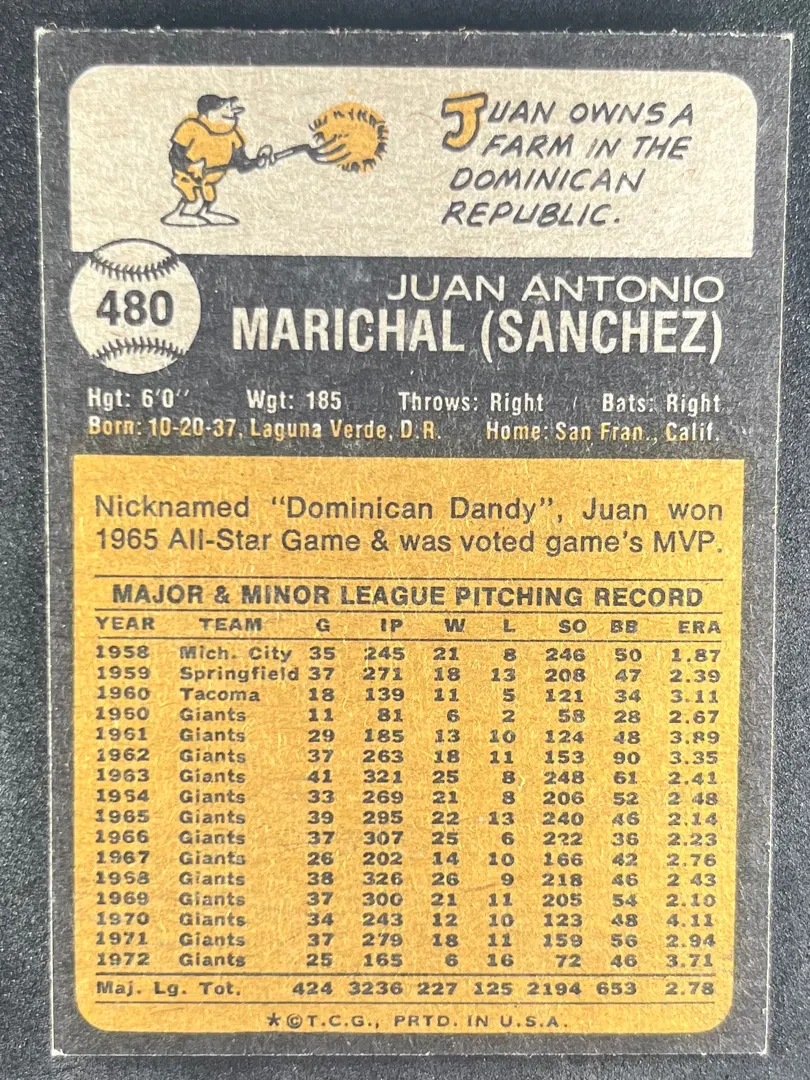 JUAN OWNS A
FARM IN THE
DOMINICAN
REPUBLIC.
480
JUAN ANTONIO
MARICHAL (SANCHEZ)
Hgt: 6'0" Wgt: 185 Throws: Right Bats: Right
Born: 10-20-37, Laguna Verde, D.R. Home: San Fran., Calif.
Nicknamed "Dominican Dandy", Juan won
1965 All-Star Game & was voted game's MVP.
MAJOR & MINOR LEAGUE PITCHING RECORD
YEAR TEAM G IP W L SO BB ERA
1958 Mich. City 35 245 21 8 246 50 1.87
1959 Springfield 37 271 18 13 208 47 2.39
1960 Tacoma 18 139 11 5 121 34 3.11
1960 Giants 11 81 6 2 58 28 2.67
1961 Giants 29 185 13 10 124 48 3.89
1962 Giants 37 263 18 11 153 90 3.35
1963 Giants 41 321 25 8 248 61 2.41
1964 Giants 33 269 21 8 206 52 2.48
1965 Giants 39 295 22 13 240 46 2.14
1966 Giants 37 307 25 6 222 36 2.23
1967 Giants 26 202 14 10 166 42 2.76
1968 Giants 38 326 26 9 218 46 2.43
1969 Giants 37 300 21 11 205 54 2.10
1970 Giants 34 243 12 10 123 48 4.11
1971 Giants 37 279 18 11 159 56 2.94
1972 Giants 25 165 6 16 72 46 3.71
Maj. Lg. Tot. 424 3236 227 125 2194 653 2.78
★©T.C.G., PRTD. IN U.S.A.